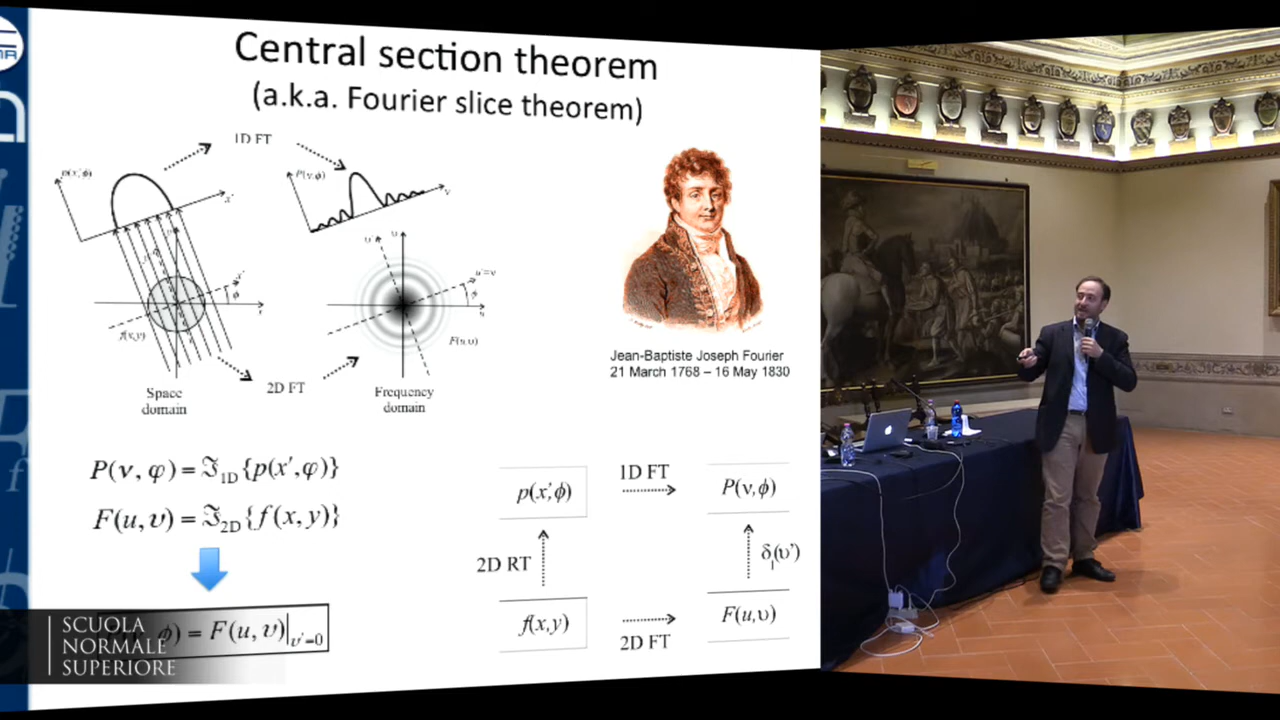 Central section theorem
(a.k.a. Fourier slice theorem)
1D FT
p(x',ϕ)
x'
P(ν,ϕ)
ν
υ'
u'=ν
ϕ
ϕ
x'
f(x,y)
F(u,υ)
2D FT
Space
domain
Frequency
domain
Jean-Baptiste Joseph Fourier
21 March 1768 – 16 May 1830
P(ν,φ) = ℑ1D{p(x',φ)}
F(u,υ) = ℑ2D{f(x,y)}
ϕ) = F(u,υ)|υ'=0
p(x',ϕ)
1D FT
P(ν,ϕ)
2D RT
δ(υ')
f(x,y)
2D FT
F(u,υ)
SCUOLA
NORMALE
SUPERIORE